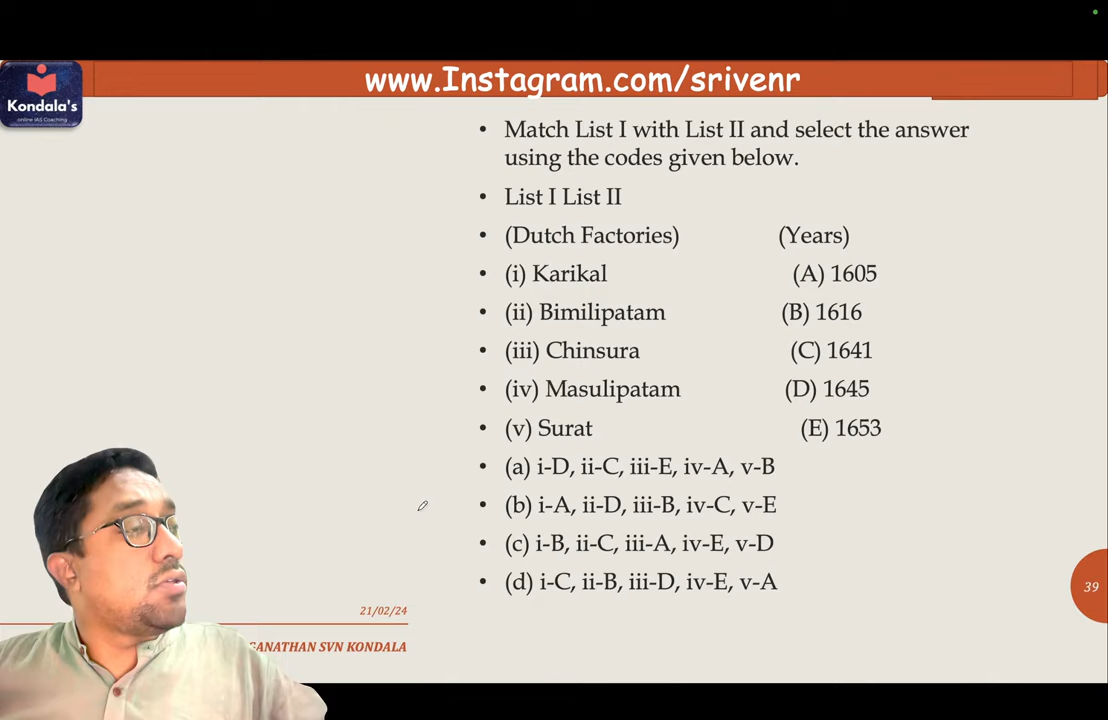 www.Instagram.com/srivenr
Kondala's
online IAS Coaching
• Match List I with List II and select the answer
using the codes given below.
• List I List II
• (Dutch Factories) (Years)
• (i) Karikal (A) 1605
• (ii) Bimilipatam (B) 1616
• (iii) Chinsura (C) 1641
• (iv) Masulipatam (D) 1645
• (v) Surat (E) 1653
• (a) i-D, ii-C, iii-E, iv-A, v-B
• (b) i-A, ii-D, iii-B, iv-C, v-E
• (c) i-B, ii-C, iii-A, iv-E, v-D
• (d) i-C, ii-B, iii-D, iv-E, v-A
39
21/02/24
GANATHAN SVN KONDALA